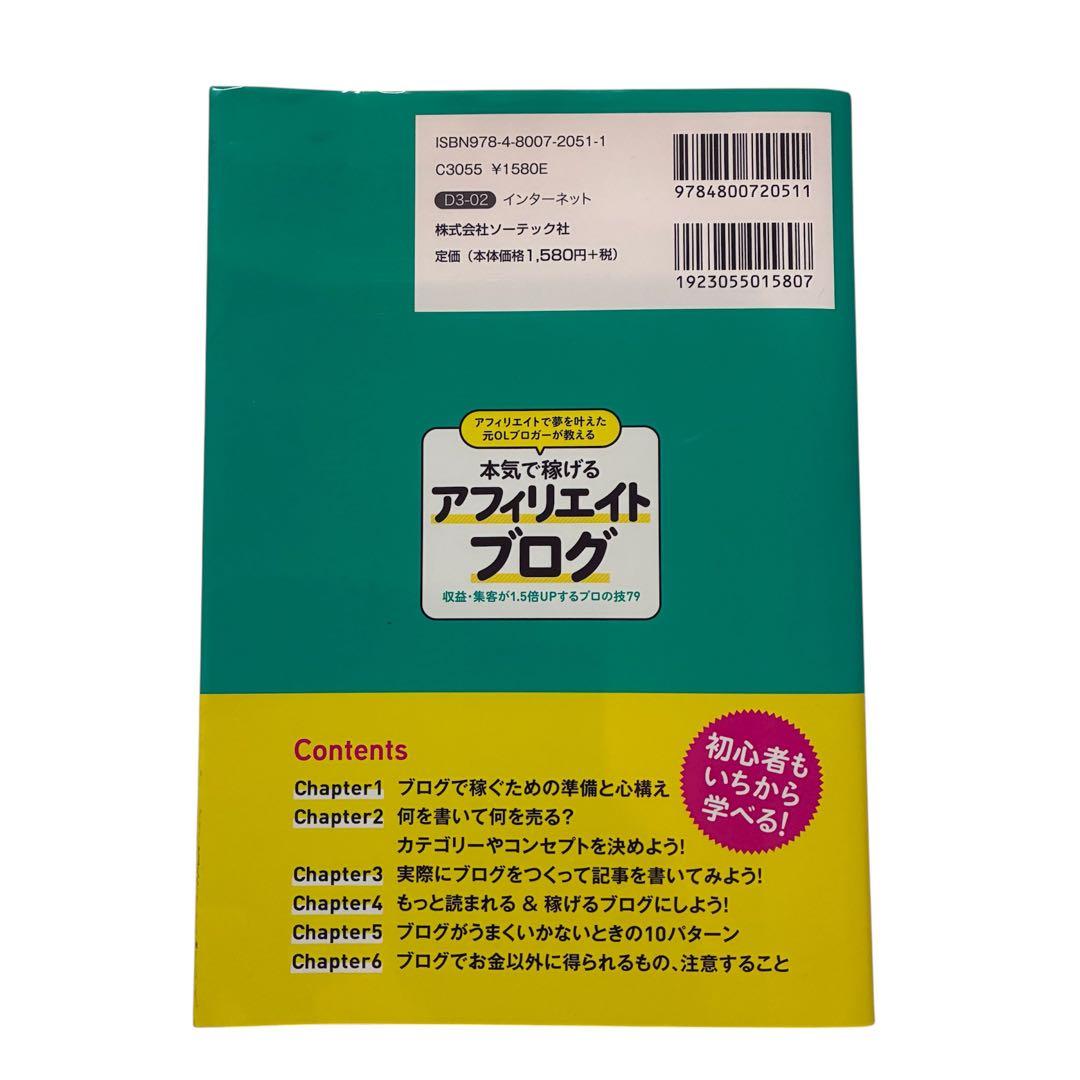 ISBN978-4-8007-2051-1
C3055 ¥1580E
D3-02 インターネット
株式会社ソーテック社
定価（本体価格1,580円＋税）
9784800720511
1923055015807
アフィリエイトで夢を叶えた
元OLブロガーが教える
本気で稼げる
アフィリエイト
ブログ
収益・集客が1.5倍UPするプロの技79
Contents
Chapter1 ブログで稼ぐための準備と心構え
Chapter2 何を書いて何を売る？
カテゴリーやコンセプトを決めよう！
Chapter3 実際にブログをつくって記事を書いてみよう！
Chapter4 もっと読まれる & 稼げるブログにしよう！
Chapter5 ブログがうまくいかないときの10パターン
Chapter6 ブログでお金以外に得られるもの、注意すること
初心者も
いちから
学べる！